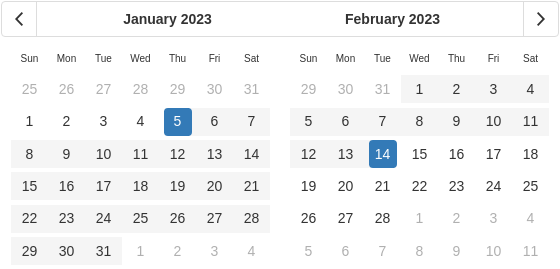 January 2023
Sun Mon Tue Wed Thu Fri Sat
25 26 27 28 29 30 31
1 2 3 4 5 6 7
8 9 10 11 12 13 14
15 16 17 18 19 20 21
22 23 24 25 26 27 28
29 30 31 1 2 3 4
February 2023
Sun Mon Tue Wed Thu Fri Sat
29 30 31 1 2 3 4
5 6 7 8 9 10 11
12 13 14 15 16 17 18
19 20 21 22 23 24 25
26 27 28 1 2 3 4
5 6 7 8 9 10 11